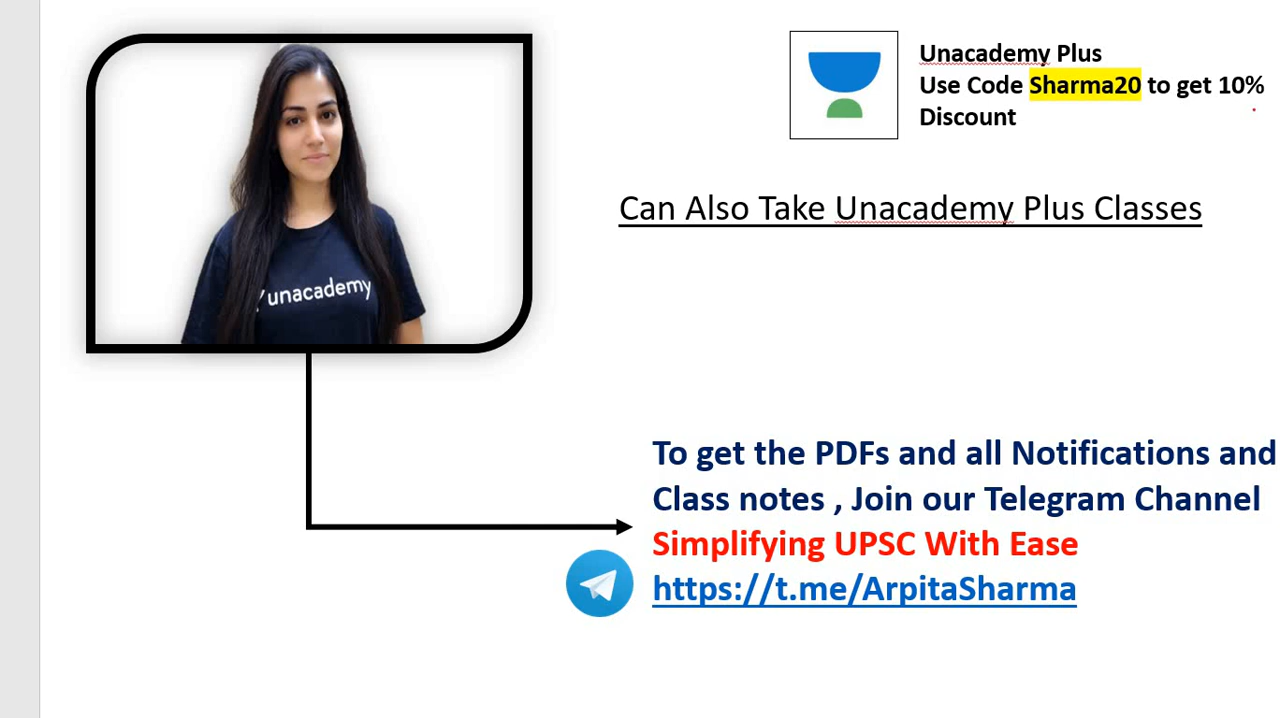 Unacademy Plus
Use Code Sharma20 to get 10%
Discount
Can Also Take Unacademy Plus Classes
unacademy
To get the PDFs and all Notifications and
Class notes , Join our Telegram Channel
Simplifying UPSC With Ease
https://t.me/ArpitaSharma